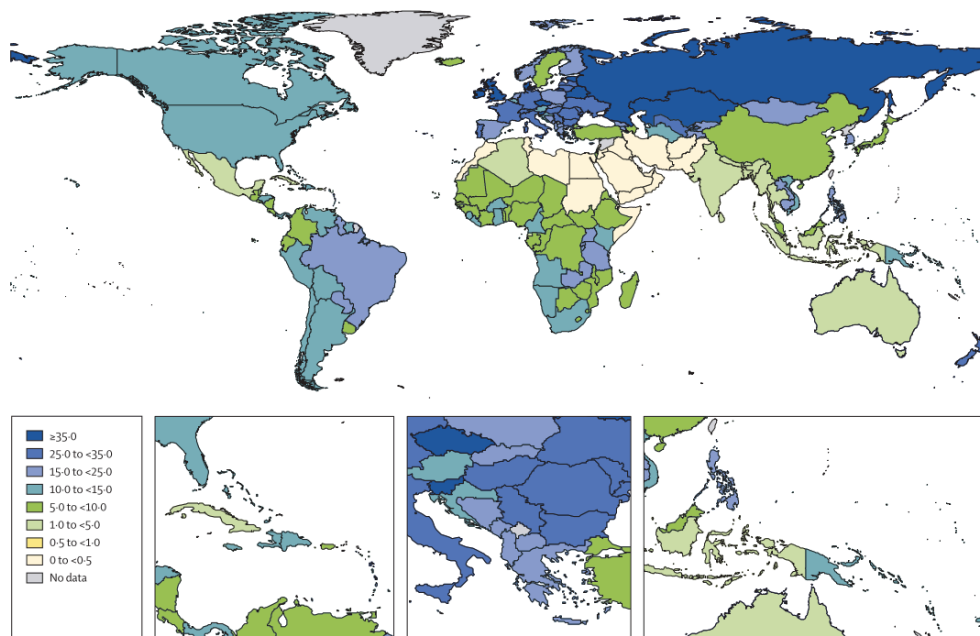 ≥35·0
25·0 to <35·0
15·0 to <25·0
10·0 to <15·0
5·0 to <10·0
1·0 to <5·0
0·5 to <1·0
0 to <0·5
No data